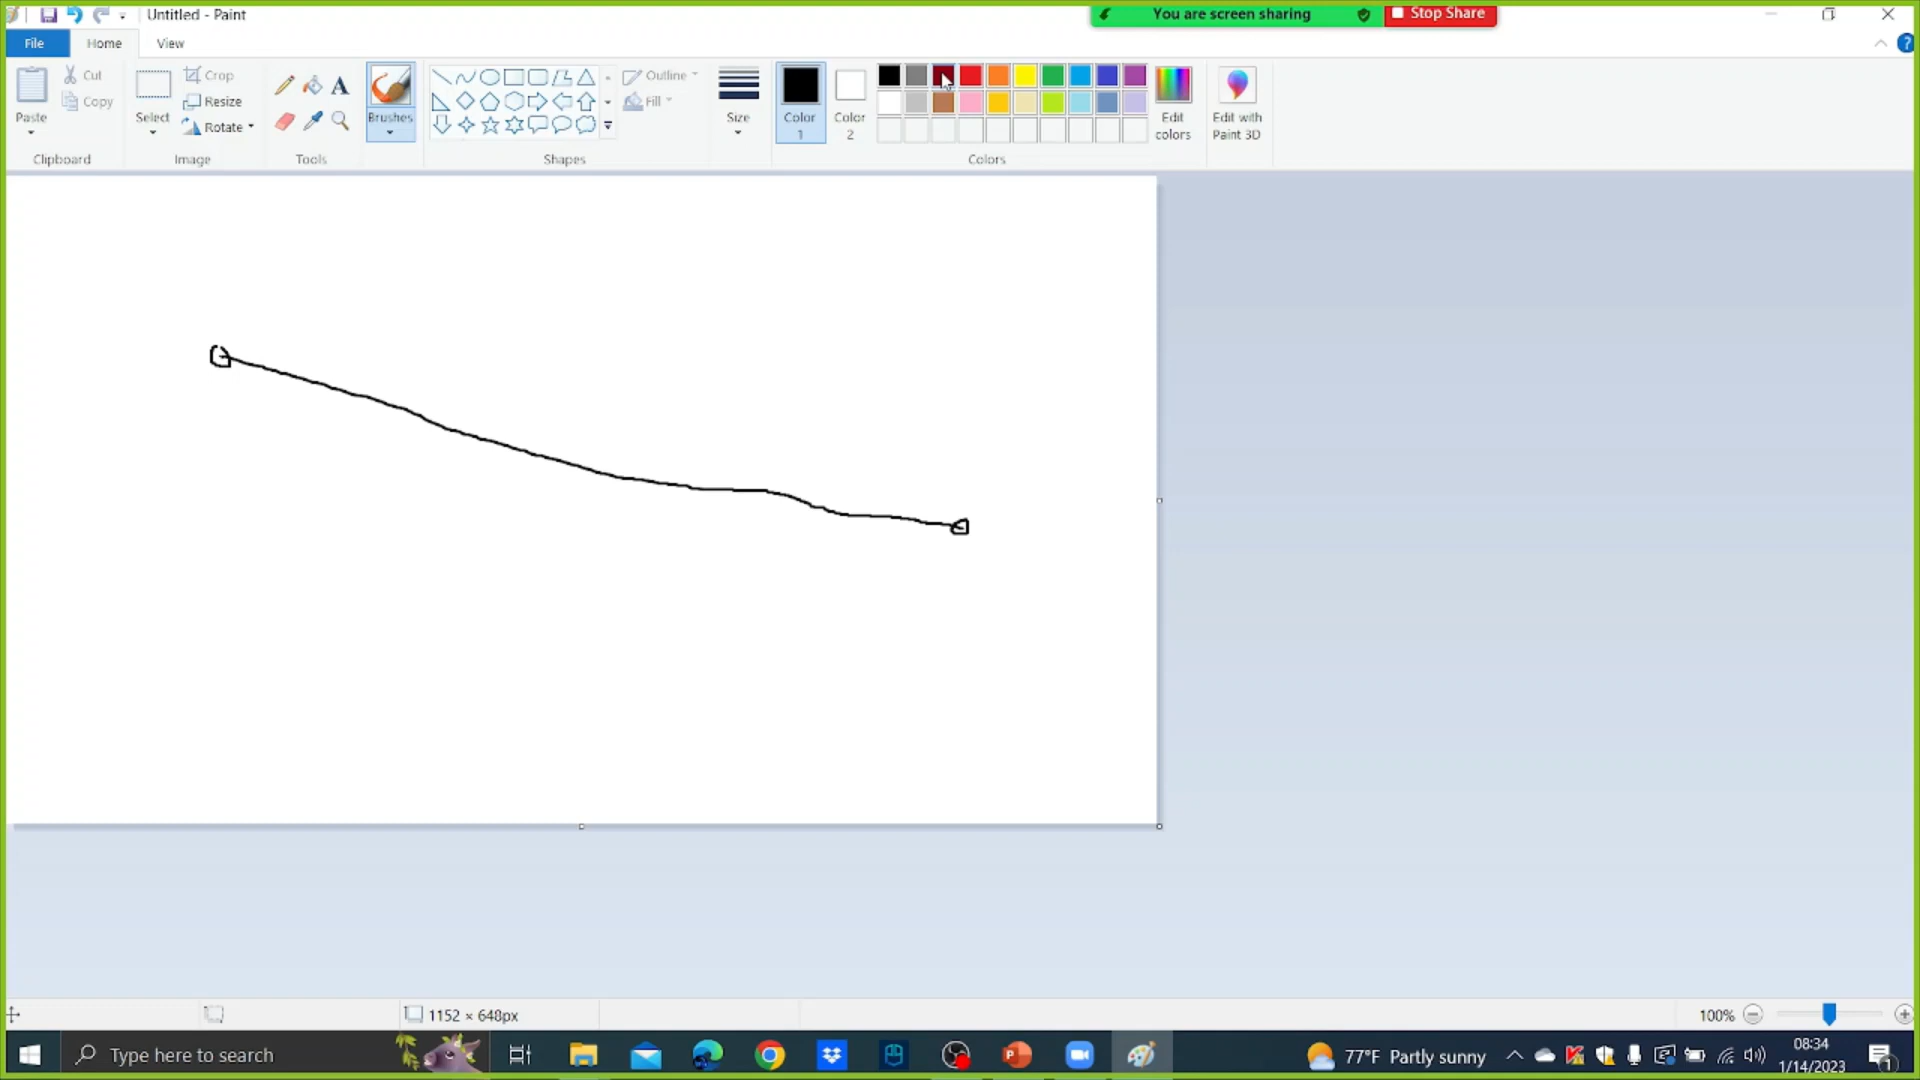 Untitled - Paint
You are screen sharing
Stop Share
File
Home
View
Paste
Cut
Copy
Clipboard
Select
Crop
Resize
Rotate
Image
A
Tools
Brushes
Outline
Fill
Shapes
Size
Color
1
Color
2
Edit
colors
Colors
Edit with
Paint 3D
1152 × 648px
100%
Type here to search
77°F Partly sunny
08:34
1/14/2023
1